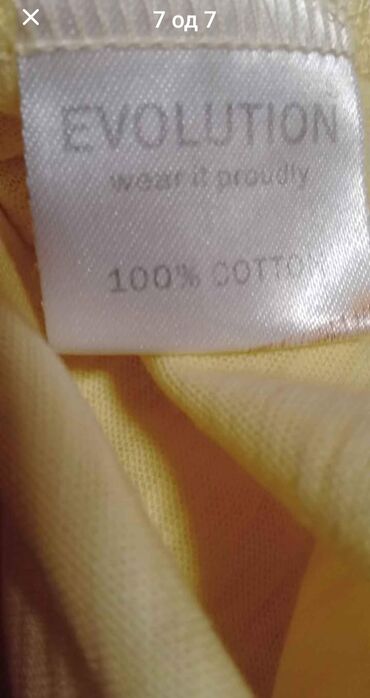 7 од 7
EVOLUTION
wear it proudly
100% COTTON